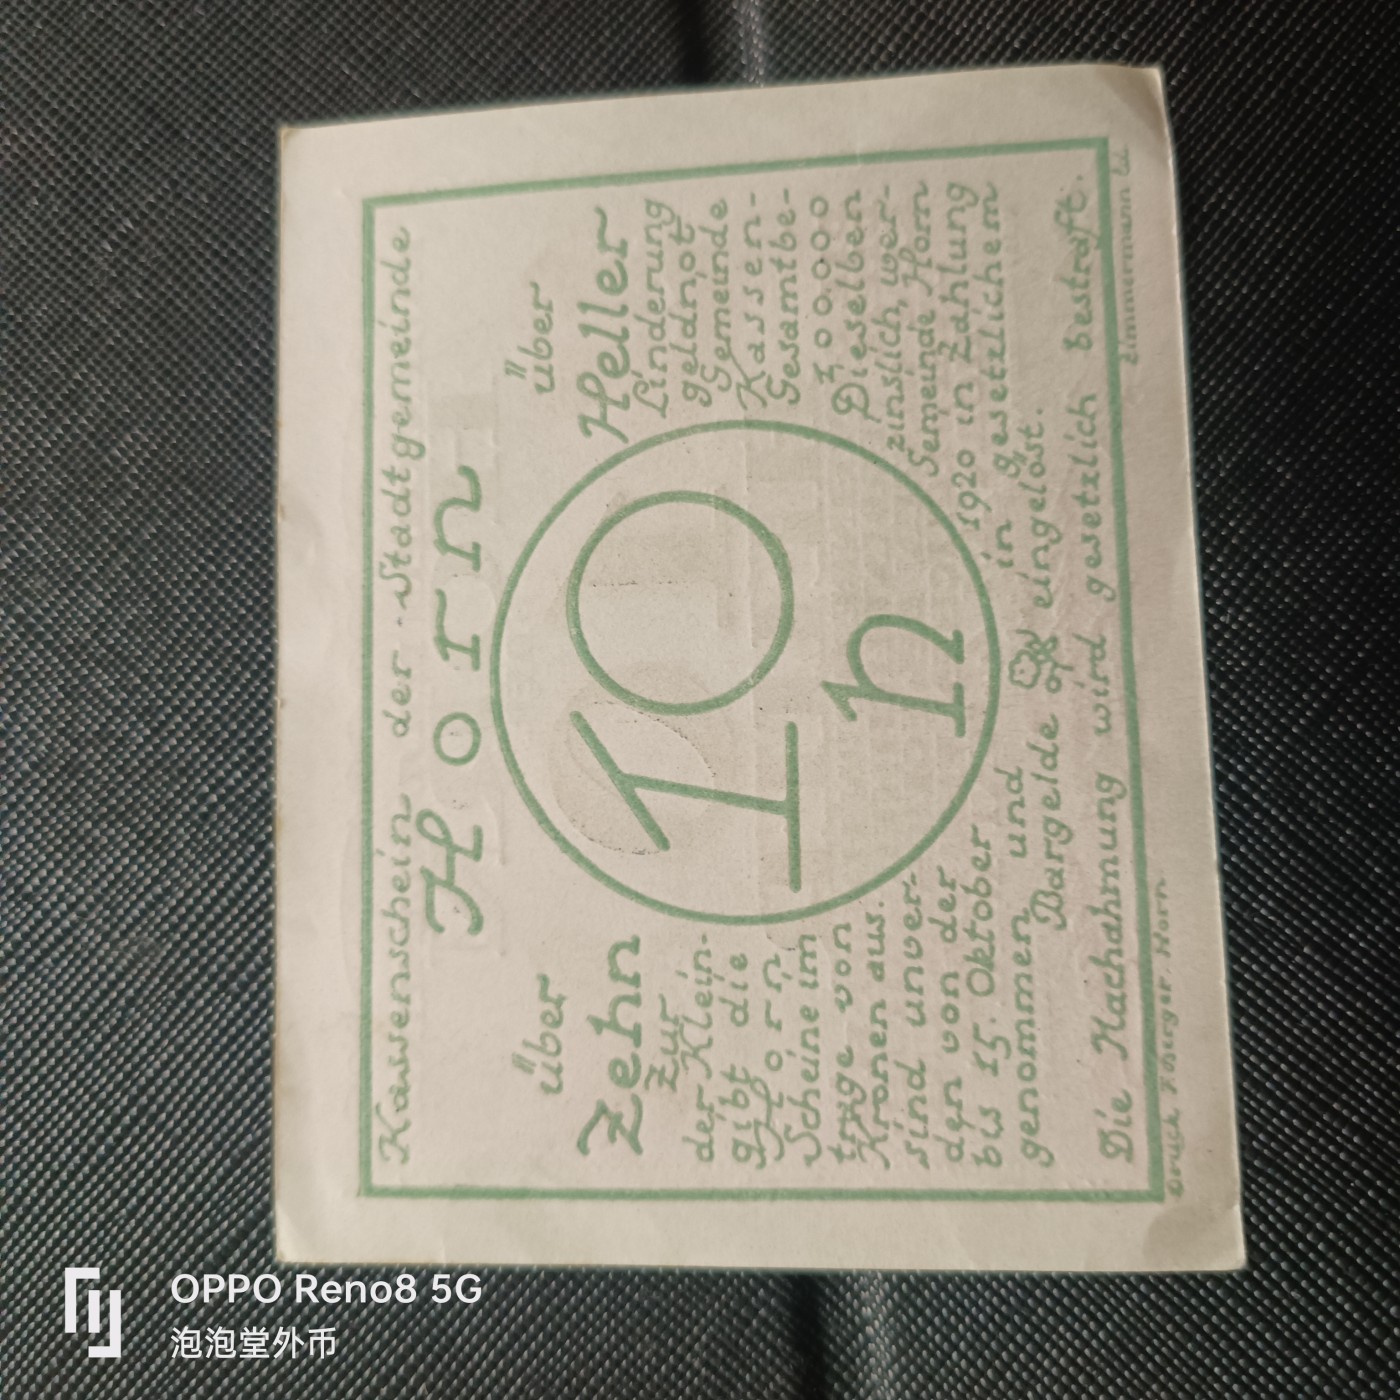 Kassenschein der Stadtgemeinde
Horn
über über
Zehn Heller
10
h
Zur Linderung
der Klein- geldnot
gibt die Gemeinde
Horn Kassen-
Scheine im Gesamtbe-
trage von 30000
Kronen aus. Dieselben
sind unver- zinslich, wer-
den von der Gemeinde Horn
bis 15. Oktober 1920 in Zahlung
genommen und in gesetzlichem
Bargelde eingelöst.
Die Nachahmung wird gesetzlich bestraft.
Druck F. Berger. Horn. Zimmermann
OPPO Reno8 5G
泡泡堂外币